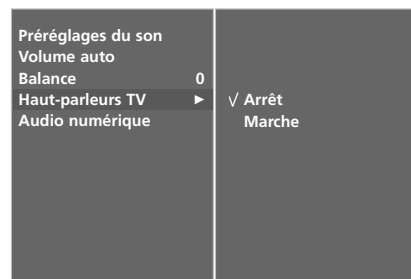 Préréglages du son
Volume auto
Balance 0
Haut-parleurs TV ►
Audio numérique
√ Arrêt
Marche